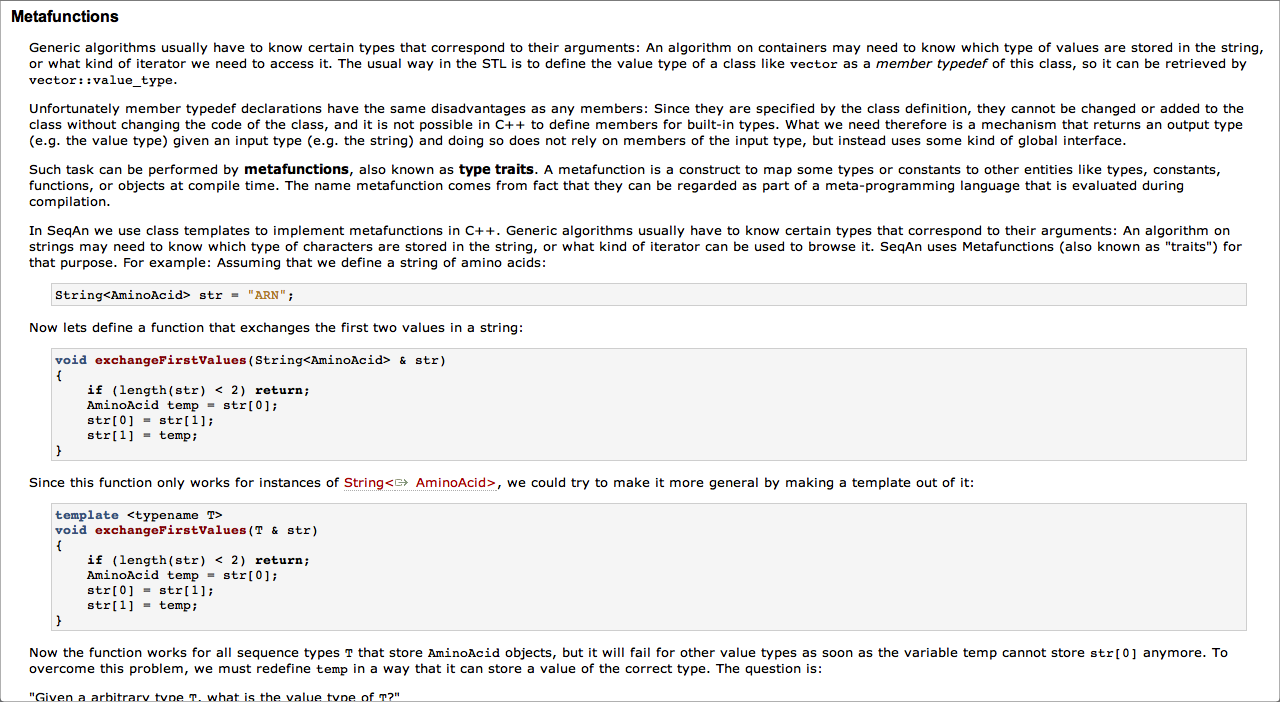 Metafunctions
Generic algorithms usually have to know certain types that correspond to their arguments: An algorithm on containers may need to know which type of values are stored in the string,
or what kind of iterator we need to access it. The usual way in the STL is to define the value type of a class like vector as a member typedef of this class, so it can be retrieved by
vector::value_type.
Unfortunately member typedef declarations have the same disadvantages as any members: Since they are specified by the class definition, they cannot be changed or added to the
class without changing the code of the class, and it is not possible in C++ to define members for built-in types. What we need therefore is a mechanism that returns an output type
(e.g. the value type) given an input type (e.g. the string) and doing so does not rely on members of the input type, but instead uses some kind of global interface.
Such task can be performed by metafunctions, also known as type traits. A metafunction is a construct to map some types or constants to other entities like types, constants,
functions, or objects at compile time. The name metafunction comes from fact that they can be regarded as part of a meta-programming language that is evaluated during
compilation.
In SeqAn we use class templates to implement metafunctions in C++. Generic algorithms usually have to know certain types that correspond to their arguments: An algorithm on
strings may need to know which type of characters are stored in the string, or what kind of iterator can be used to browse it. SeqAn uses Metafunctions (also known as "traits") for
that purpose. For example: Assuming that we define a string of amino acids:
String<AminoAcid> str = "ARN";
Now lets define a function that exchanges the first two values in a string:
void exchangeFirstValues(String<AminoAcid> & str)
{
    if (length(str) < 2) return;
    AminoAcid temp = str[0];
    str[0] = str[1];
    str[1] = temp;
}
Since this function only works for instances of String< AminoAcid>, we could try to make it more general by making a template out of it:
template <typename T>
void exchangeFirstValues(T & str)
{
    if (length(str) < 2) return;
    AminoAcid temp = str[0];
    str[0] = str[1];
    str[1] = temp;
}
Now the function works for all sequence types T that store AminoAcid objects, but it will fail for other value types as soon as the variable temp cannot store str[0] anymore. To
overcome this problem, we must redefine temp in a way that it can store a value of the correct type. The question is:
"Given a arbitrary type T, what is the value type of T?"